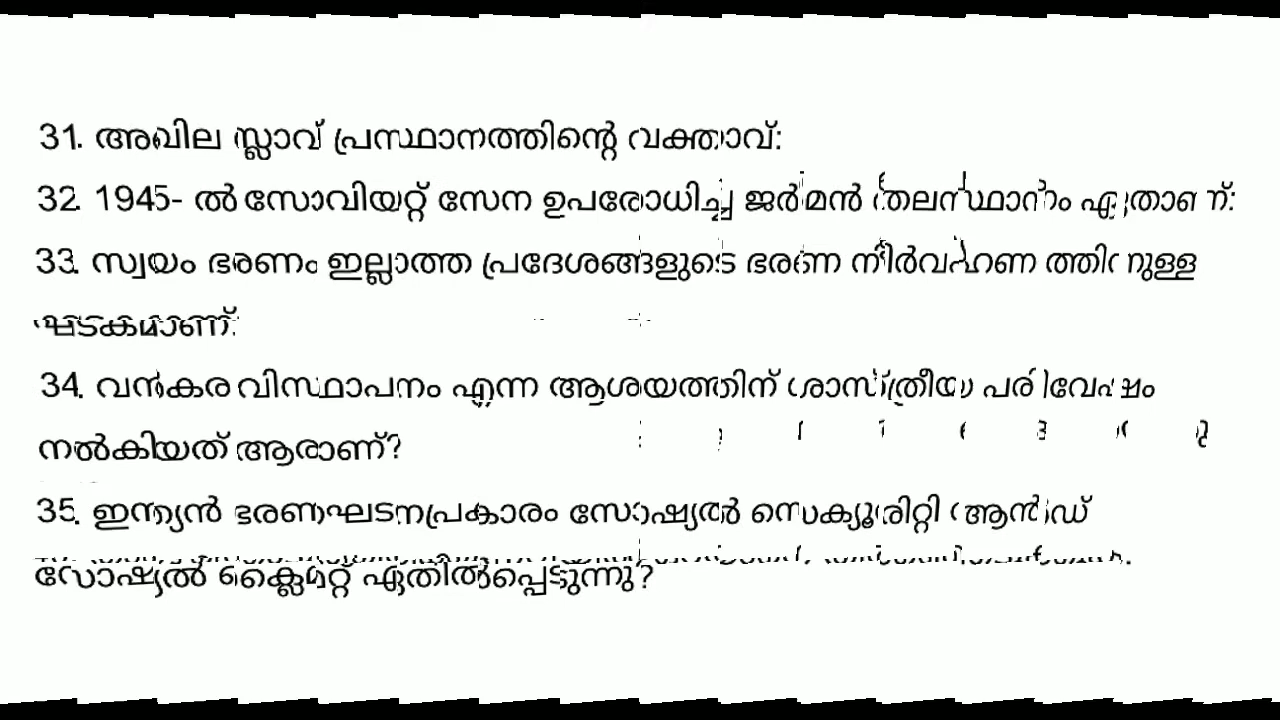 31. അഖില സ്ലാവ് പ്രസ്ഥാനത്തിന്റെ വക്താവ്:
32. 1945- ൽ സോവിയറ്റ് സേന ഉപരോധിച്ച ജർമൻ തലസ്ഥാനം ഏതാണ്:
33. സ്വയം ഭരണം ഇല്ലാത്ത പ്രദേശങ്ങളുടെ ഭരണ നിർവഹണ ത്തിനുള്ള
ഘടകമാണ്:
34. വൻകര വിസ്ഥാപനം എന്ന ആശയത്തിന് ശാസ്ത്രീയ പരിവേഷം
നൽകിയത് ആരാണ്?
35. ഇന്ത്യൻ ഭരണഘടനപ്രകാരം സോഷ്യൽ സെക്യൂരിറ്റി ആൻഡ്
സോഷ്യൽ ക്ലൈമറ്റ് ഏതിൽപ്പെട്ടുന്നു?